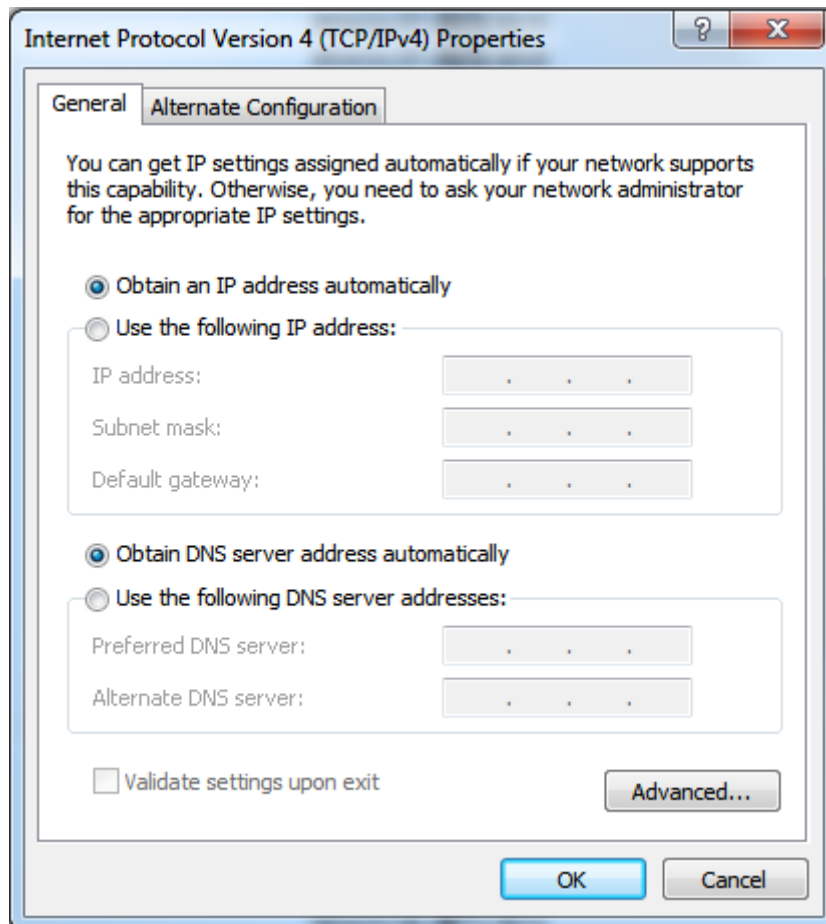 Internet Protocol Version 4 (TCP/IPv4) Properties
General
Alternate Configuration
You can get IP settings assigned automatically if your network supports
this capability. Otherwise, you need to ask your network administrator
for the appropriate IP settings.
Obtain an IP address automatically
Use the following IP address:
IP address:
Subnet mask:
Default gateway:
Obtain DNS server address automatically
Use the following DNS server addresses:
Preferred DNS server:
Alternate DNS server:
Validate settings upon exit
Advanced...
OK
Cancel